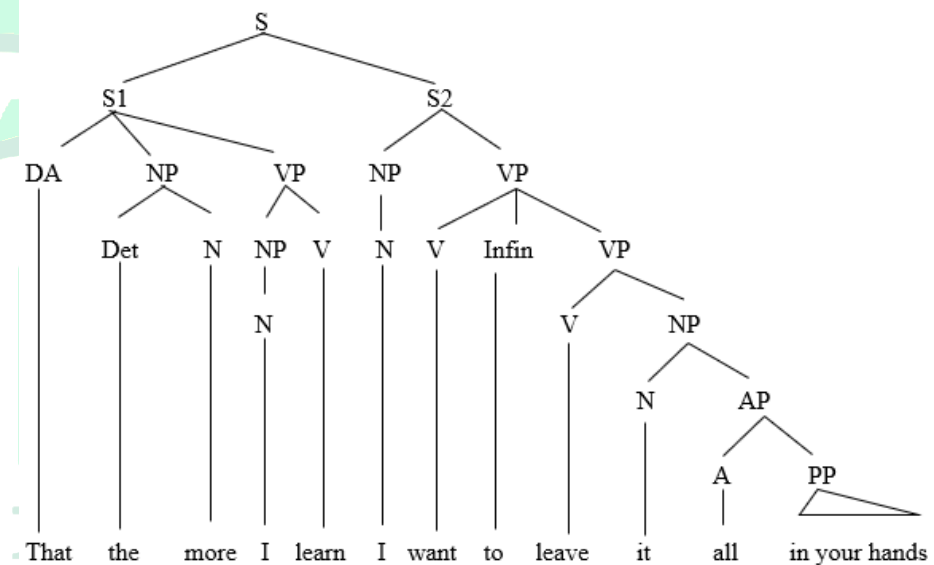 S
S1 S2
DA NP VP NP VP
Det N NP V N V Infin VP
N V NP
N AP
A PP
That the more I learn I want to leave it all in your hands